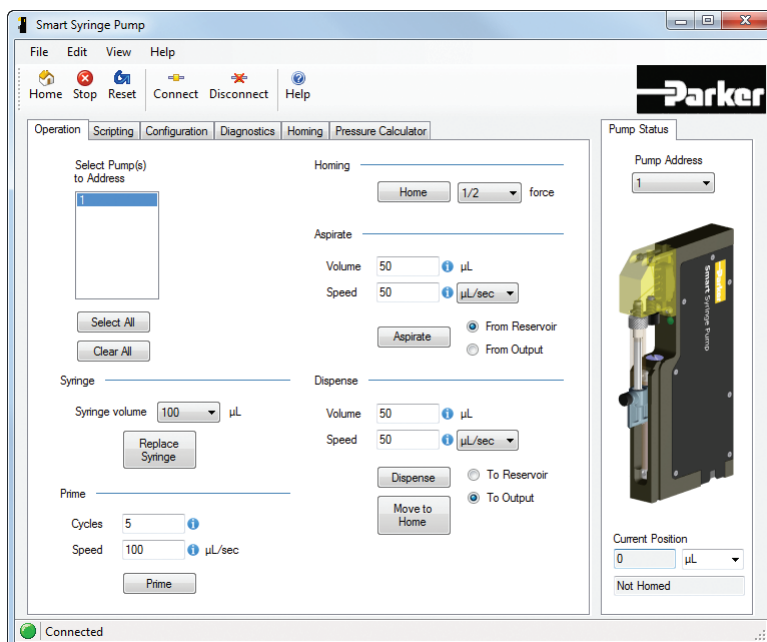 Smart Syringe Pump
File Edit View Help
Home Stop Reset Connect Disconnect Help
Parker
Operation Scripting Configuration Diagnostics Homing Pressure Calculator
Select Pump(s)
to Address
1
Select All
Clear All
Syringe
Syringe volume 100 µL
Replace
Syringe
Prime
Cycles 5
Speed 100 µL/sec
Prime
Homing
Home 1/2 force
Aspirate
Volume 50 µL
Speed 50 µL/sec
Aspirate
From Reservoir
From Output
Dispense
Volume 50 µL
Speed 50 µL/sec
Dispense
To Reservoir
To Output
Move to
Home
Pump Status
Pump Address
1
Parker
Smart Syringe Pump
Current Position
0 µL
Not Homed
Connected